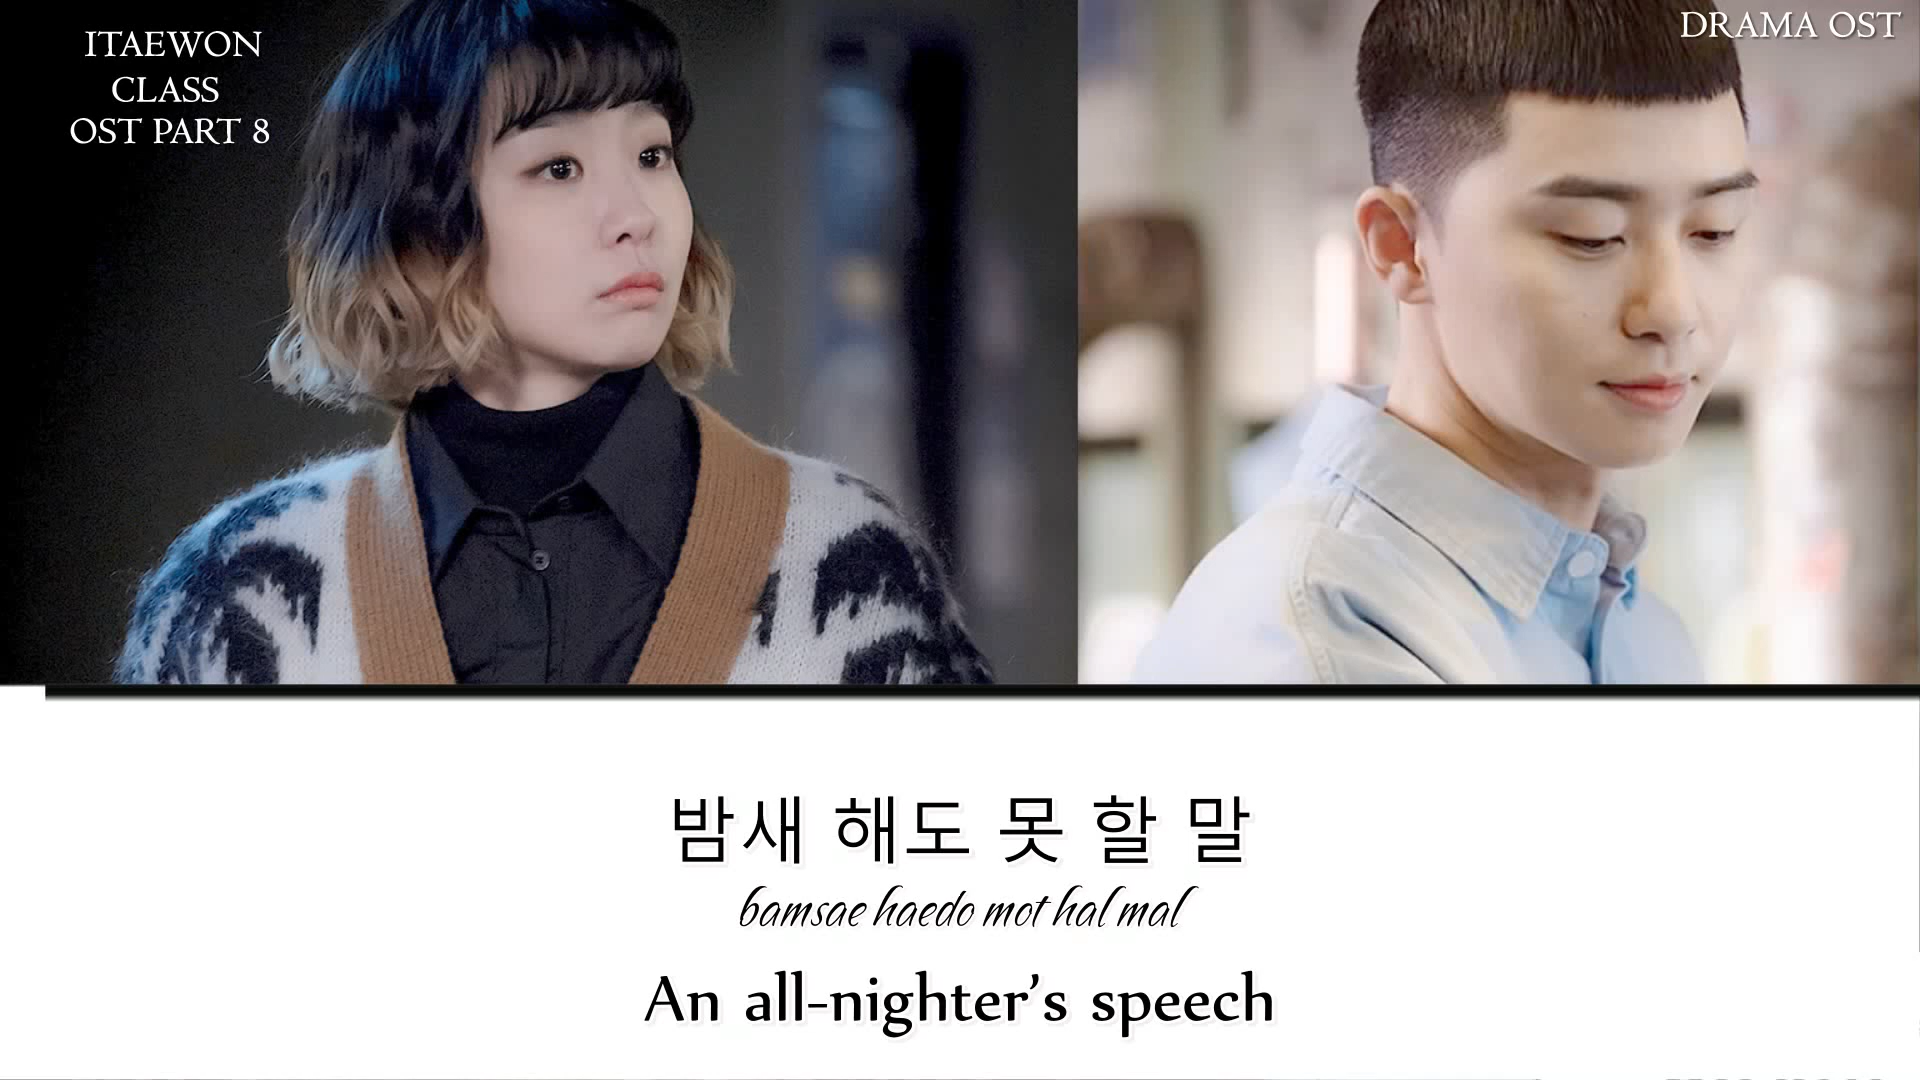 ITAEWON
CLASS
OST PART 8
DRAMA OST
밤새 해도 못 할 말
bamsae haedo mot hal mal
An all-nighter's speech